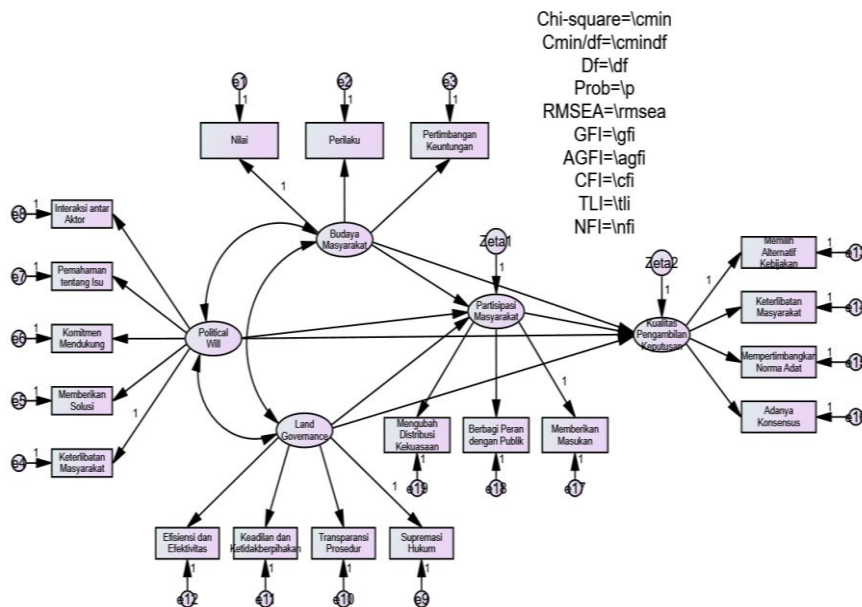 Chi-square=\cmin
Cmin/df=\cmindf
Df=\df
Prob=\p
RMSEA=\rmsea
GFI=\gfi
AGFI=\agfi
CFI=\cfi
TLI=\tli
NFI=\nfi
e1
e2
e3
1
1
1
Nilai
Perilaku
Pertimbangan
Keuntungan
1
e8
1
Interaksi antar
Aktor
e7
1
Pemahaman
tentang Isu
e6
1
Komitmen
Mendukung
e5
1
Memberikan
Solusi
e4
1
Keterlibatan
Masyarakat
1
Budaya
Masyarakat
Political
Will
Land
Governance
Zeta1
1
Partisipasi
Masyarakat
Zeta2
1
Kualitas
Pengambilan
Keputusan
1
Memilih
Alternatif
Kebijakan
1
Keterlibatan
Masyarakat
1
Mempertimbangkan
Norma Adat
1
Adanya
Konsensus
1
Mengubah
Distribusi
Kekuasaan
Berbagi Peran
dengan Publik
Memberikan
Masukan
1
1
1
1
e19
e18
e17
Efisiensi dan
Efektivitas
Keadilan dan
Ketidakberpihakan
Transparansi
Prosedur
Supremasi
Hukum
1
1
1
1
1
e12
e11
e10
e9